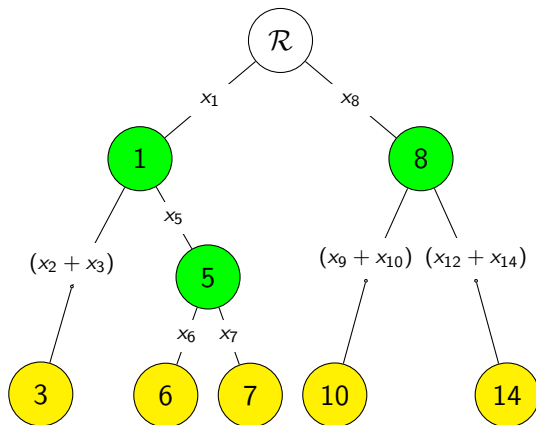 R
x₁ x₈
1 8
x₅
(x₂ + x₃) (x₉ + x₁₀) (x₁₂ + x₁₄)
5
x₆ x₇
3 6 7 10 14